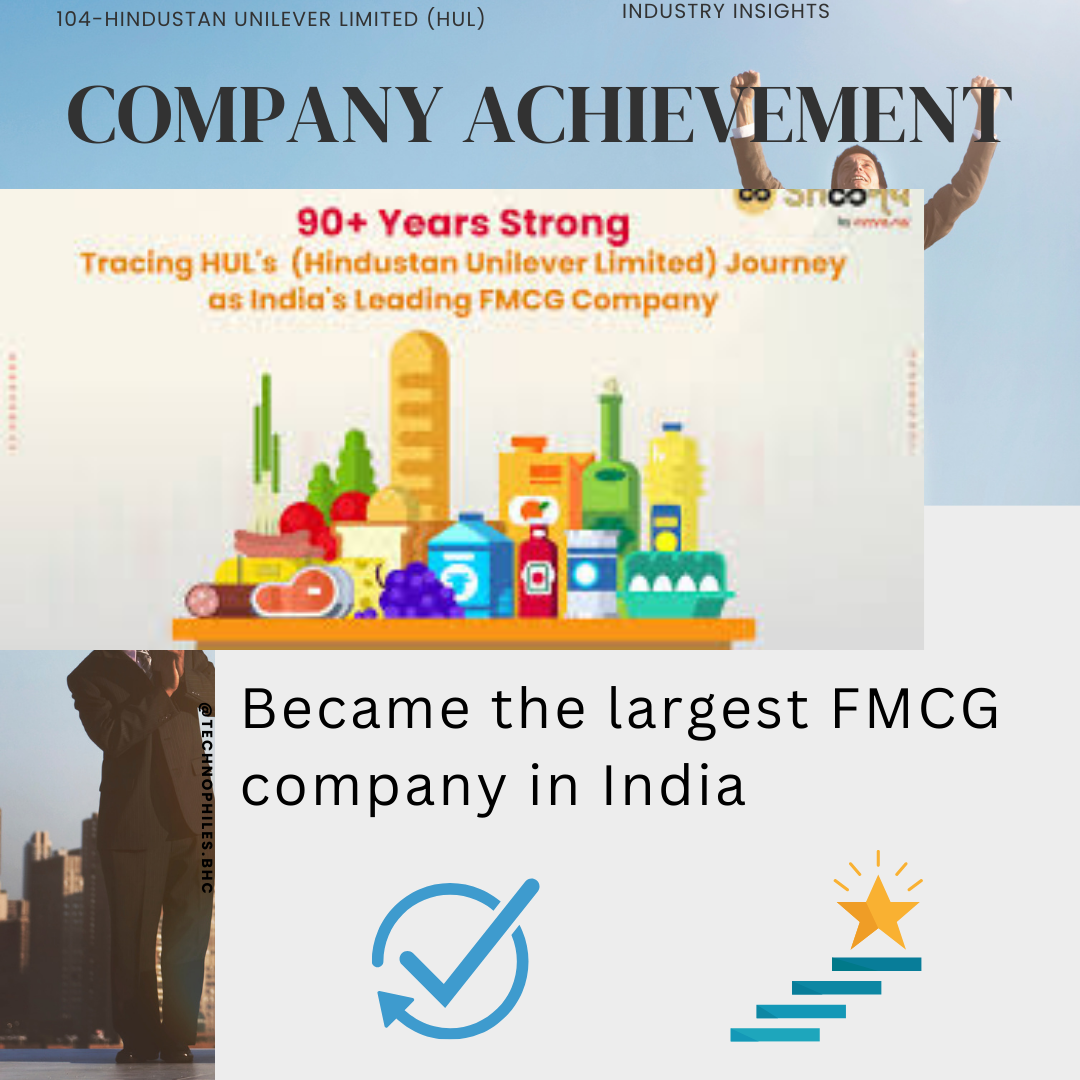 104-HINDUSTAN UNILEVER LIMITED (HUL)
INDUSTRY INSIGHTS
COMPANY ACHIEVEMENT
90+ Years Strong
Tracing HUL's (Hindustan Unilever Limited) Journey
as India's Leading FMCG Company
@TECHNOPHILES.BHC
Became the largest FMCG
company in India